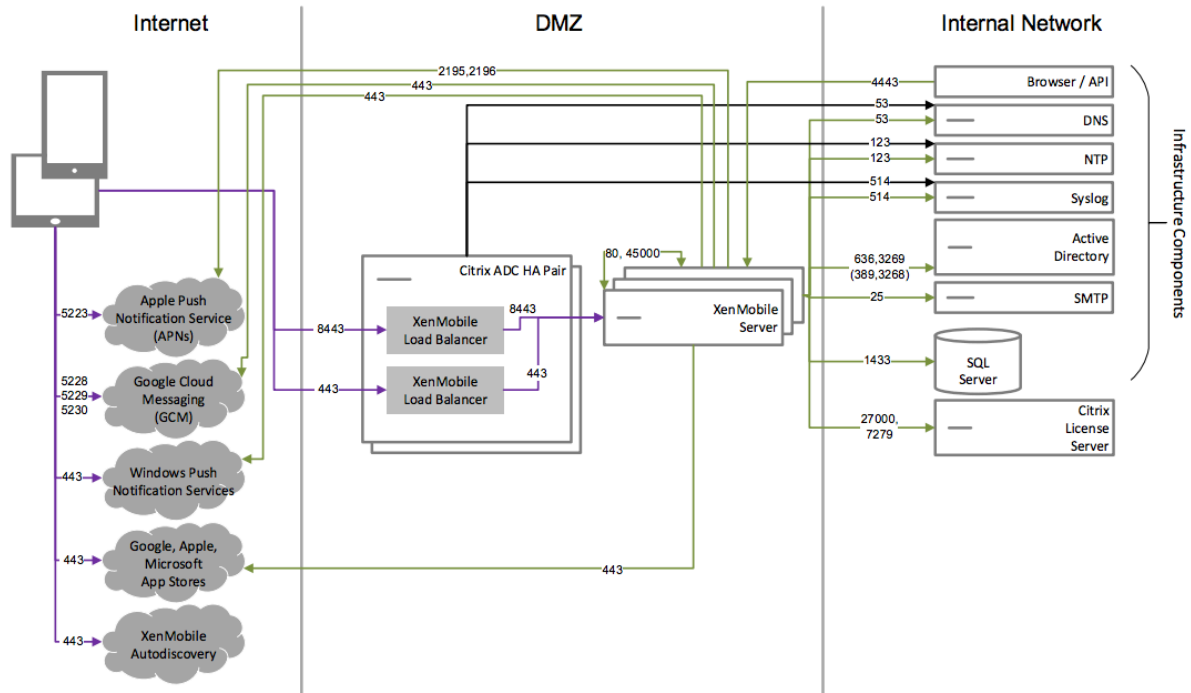 Internet
DMZ
Internal Network
2195,2196
443
443
4443
Browser / API
53
53
DNS
123
123
NTP
514
514
Syslog
636,3269
(389,3268)
Active
Directory
25
SMTP
1433
SQL
Server
27000,
7279
Citrix
License
Server
Infrastructure Components
80, 45000
Citrix ADC HA Pair
XenMobile
Load Balancer
8443
8443
XenMobile
Server
443
XenMobile
Load Balancer
443
5223
Apple Push
Notification Service
(APNs)
5228
5229
5230
Google Cloud
Messaging
(GCM)
443
Windows Push
Notification Services
443
Google, Apple,
Microsoft
App Stores
443
443
XenMobile
Autodiscovery